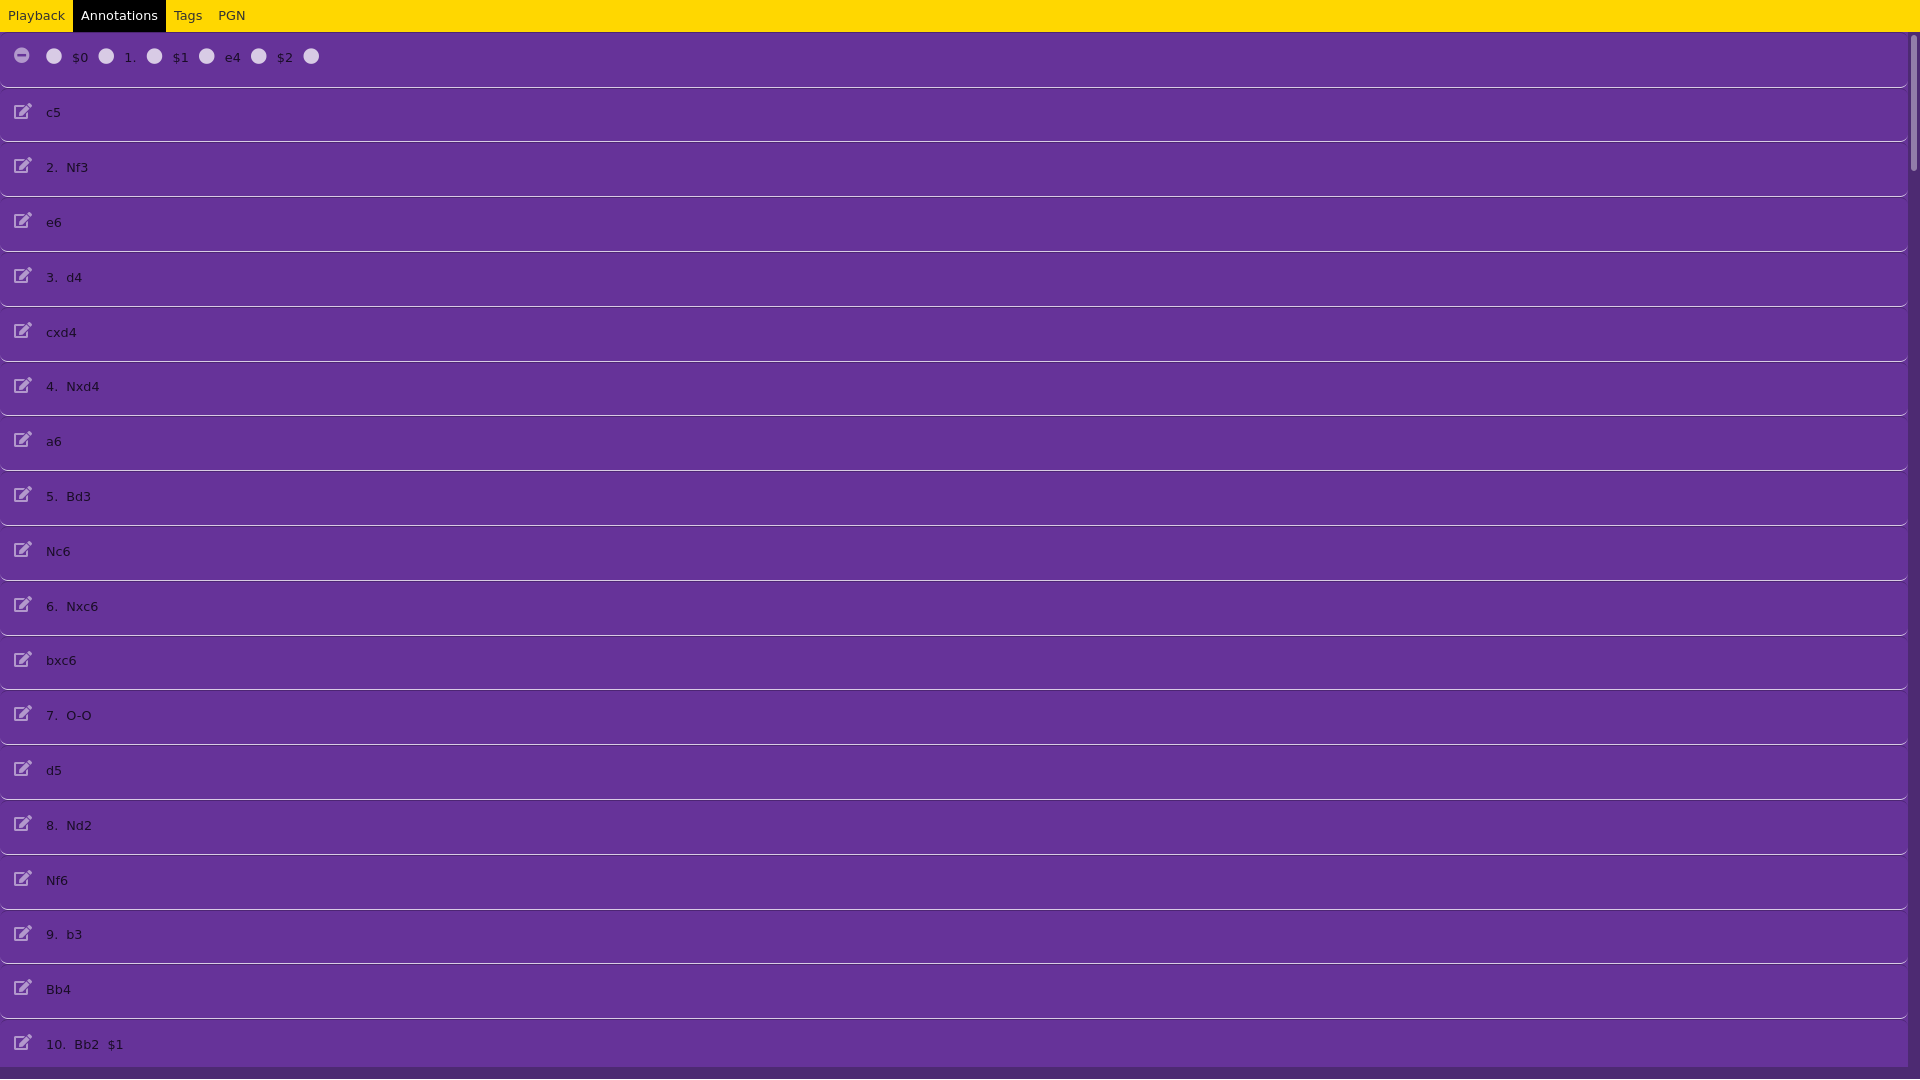 Playback Annotations Tags PGN
$0 1. $1 e4 $2
c5
2. Nf3
e6
3. d4
cxd4
4. Nxd4
a6
5. Bd3
Nc6
6. Nxc6
bxc6
7. O-O
d5
8. Nd2
Nf6
9. b3
Bb4
10. Bb2 $1